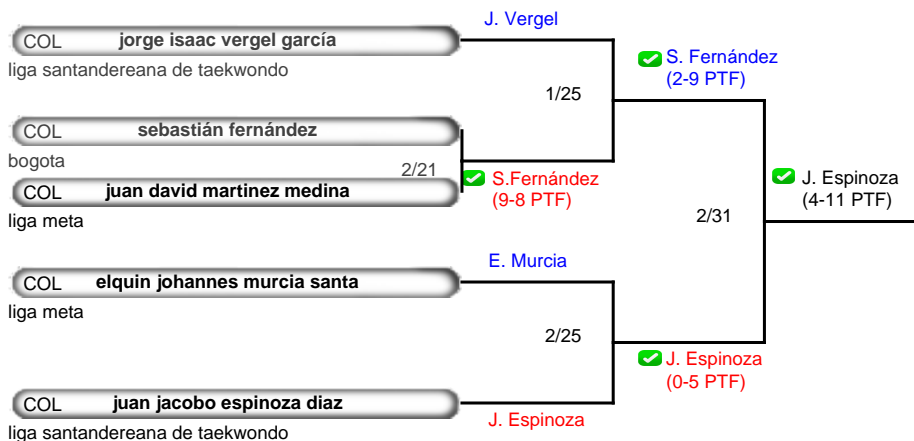 J. Vergel
COL jorge isaac vergel garcía
liga santandereana de taekwondo
S. Fernández
(2-9 PTF)
1/25
COL sebastián fernández
bogota
2/21
S.Fernández
(9-8 PTF)
COL juan david martinez medina
liga meta
J. Espinoza
(4-11 PTF)
2/31
E. Murcia
COL elquin johannes murcia santa
liga meta
2/25
J. Espinoza
(0-5 PTF)
COL juan jacobo espinoza diaz
J. Espinoza
liga santandereana de taekwondo